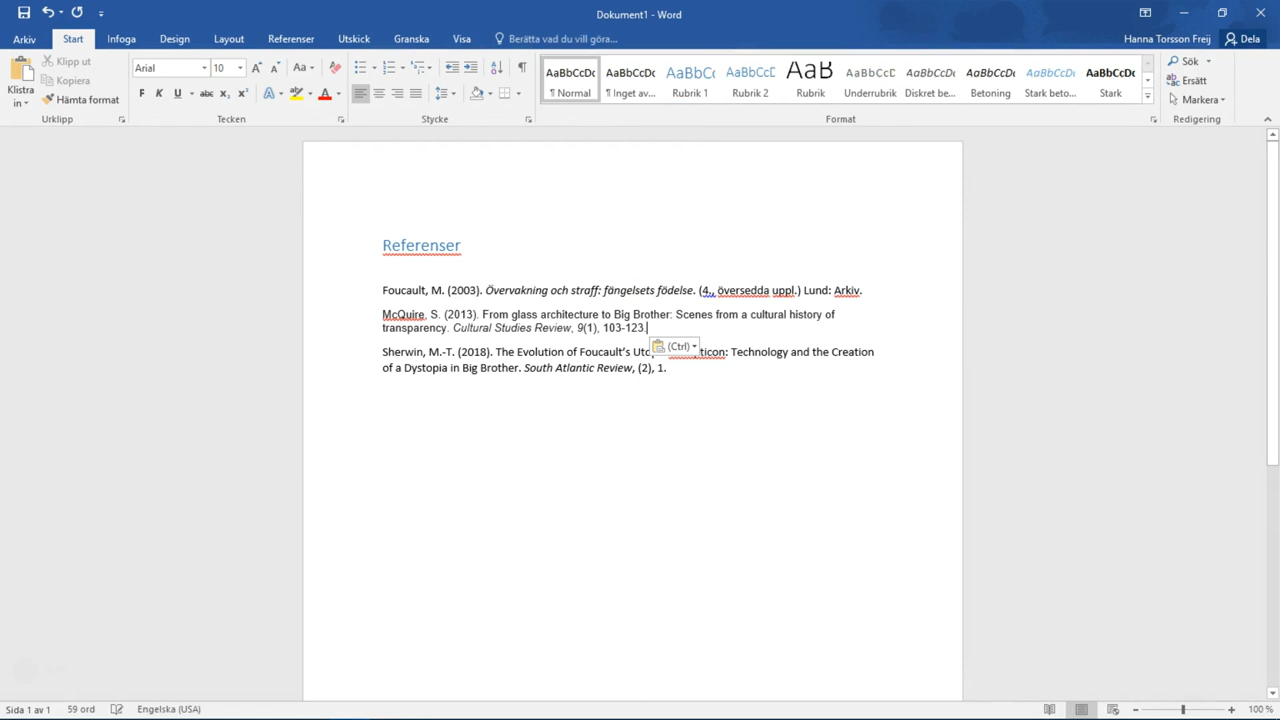 Dokument1 - Word
Arkiv Start Infoga Design Layout Referenser Utskick Granska Visa Berätta vad du vill göra... Hanna Torsson Freij Dela
Klistra in
Klipp ut
Kopiera
Hämta format
Urklipp
Arial 10
Aa
F K U abc x₂ x²
A A
Tecken
Stycke
AaBbCcDc AaBbCcDc AaBbCc AaBbCcD AaB AaBbCcD AaBbCcDc AaBbCcDc AaBbCcDc AaBbCcDc
¶ Normal ¶ Inget av... Rubrik 1 Rubrik 2 Rubrik Underrubrik Diskret be... Betoning Stark beto... Stark
Format
Sök
Ersätt
Markera
Redigering
Referenser
Foucault, M. (2003). Övervakning och straff: fängelsets födelse. (4., översedda uppl.) Lund: Arkiv.
McQuire, S. (2013). From glass architecture to Big Brother: Scenes from a cultural history of
transparency. Cultural Studies Review, 9(1), 103-123.
(Ctrl)
Sherwin, M.-T. (2018). The Evolution of Foucault’s ticon: Technology and the Creation
of a Dystopia in Big Brother. South Atlantic Review, (2), 1.
Sida 1 av 1 59 ord Engelska (USA) 100 %